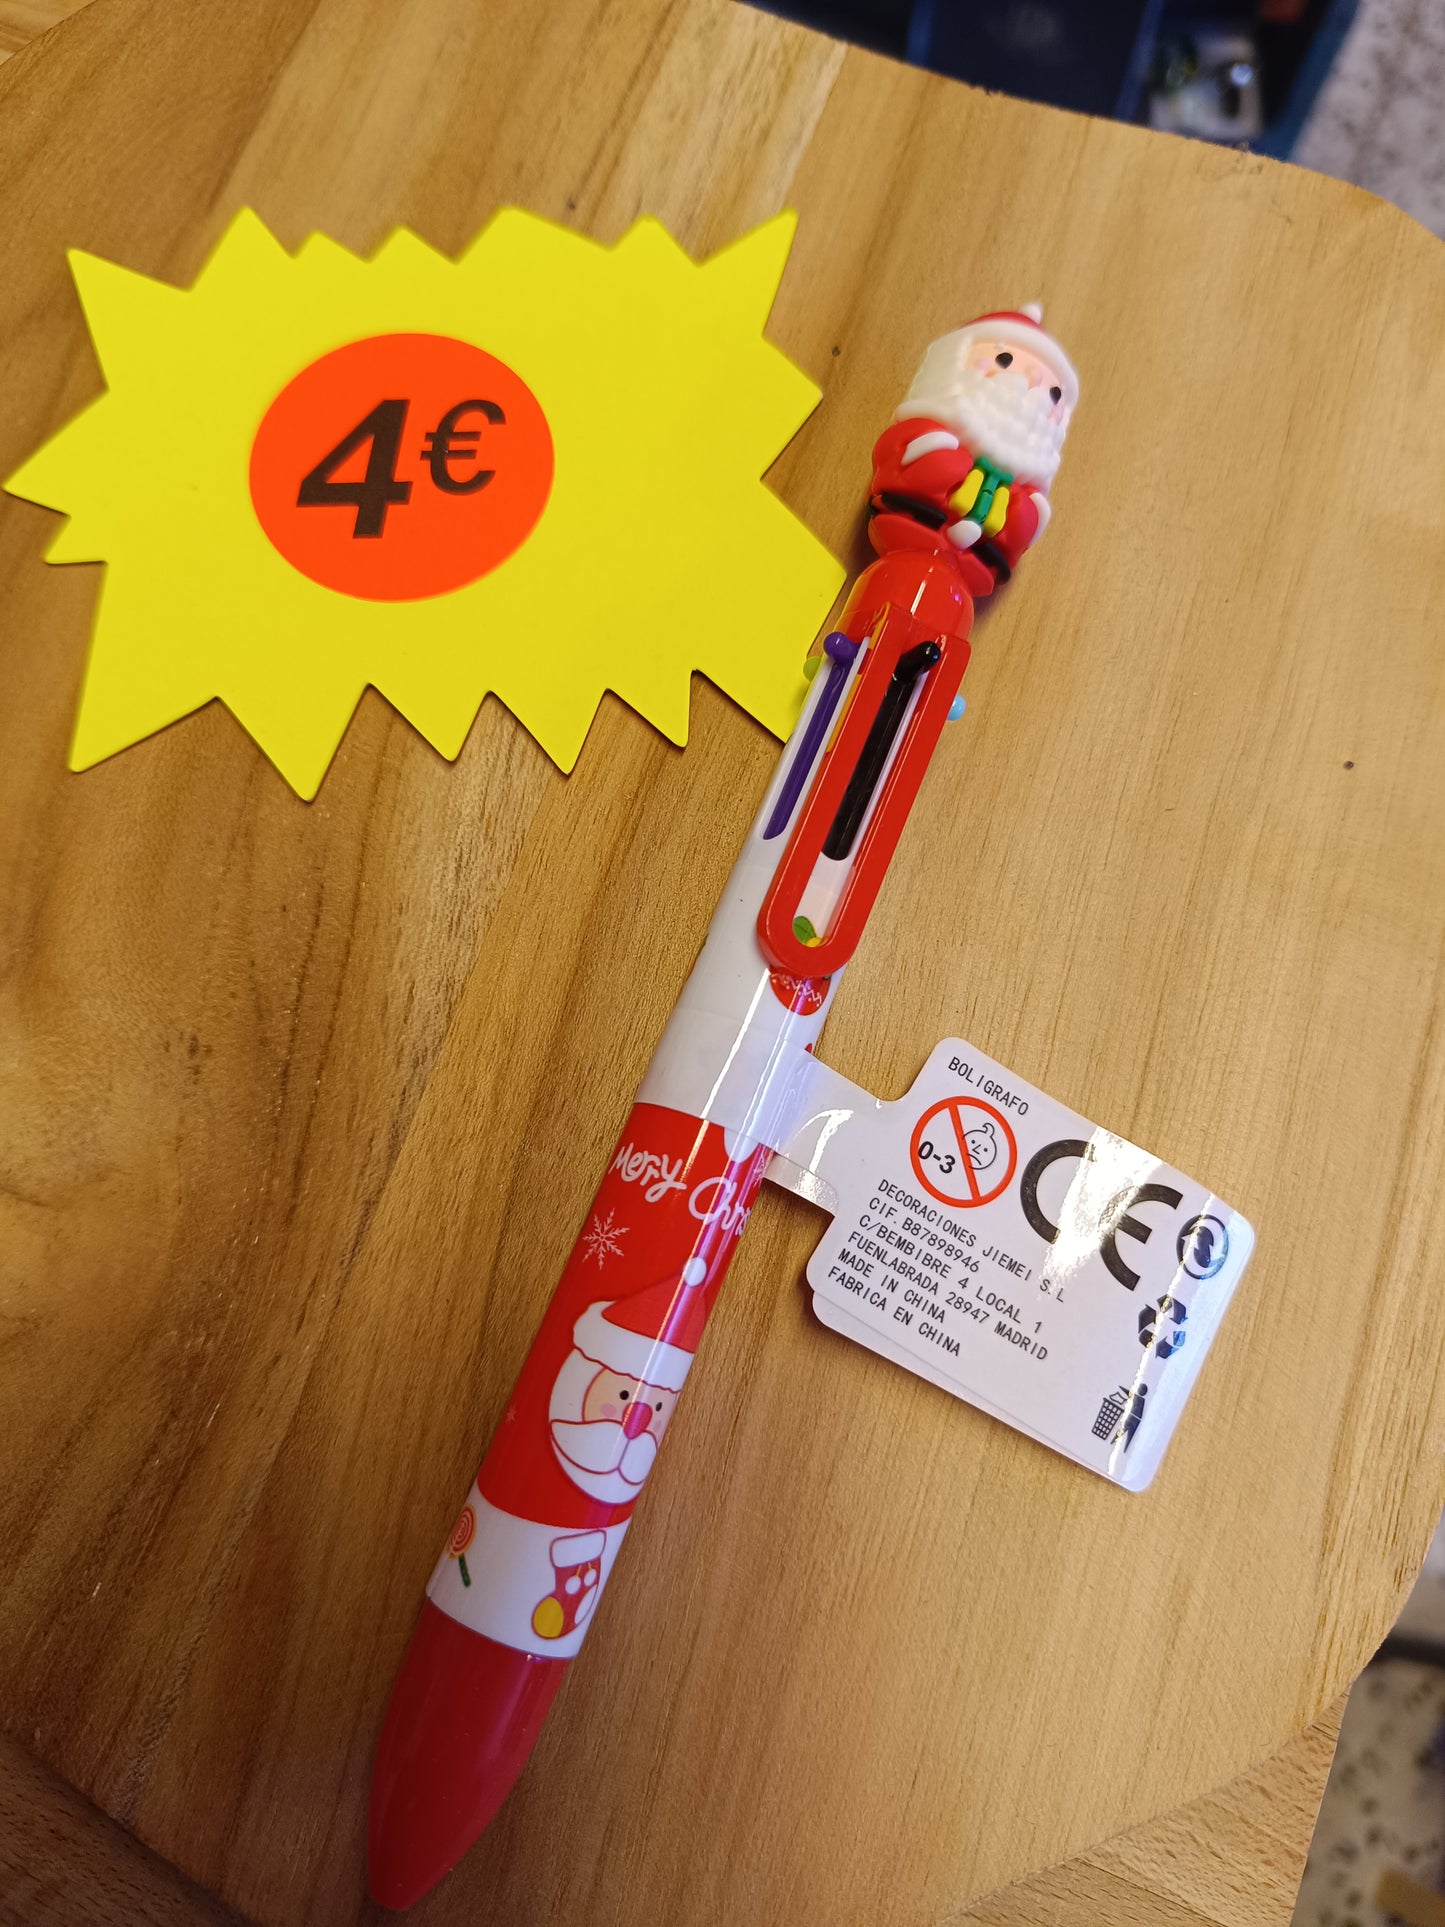 4€
BOLIGRAFO
0-3
CE
DECORACIONES JIEMEI S.L
CIF.B87898946
C/BEMBIBRE 4 LOCAL 1
FUENLABRADA 28947 MADRID
MADE IN CHINA
FABRICA EN CHINA
Merry Chris